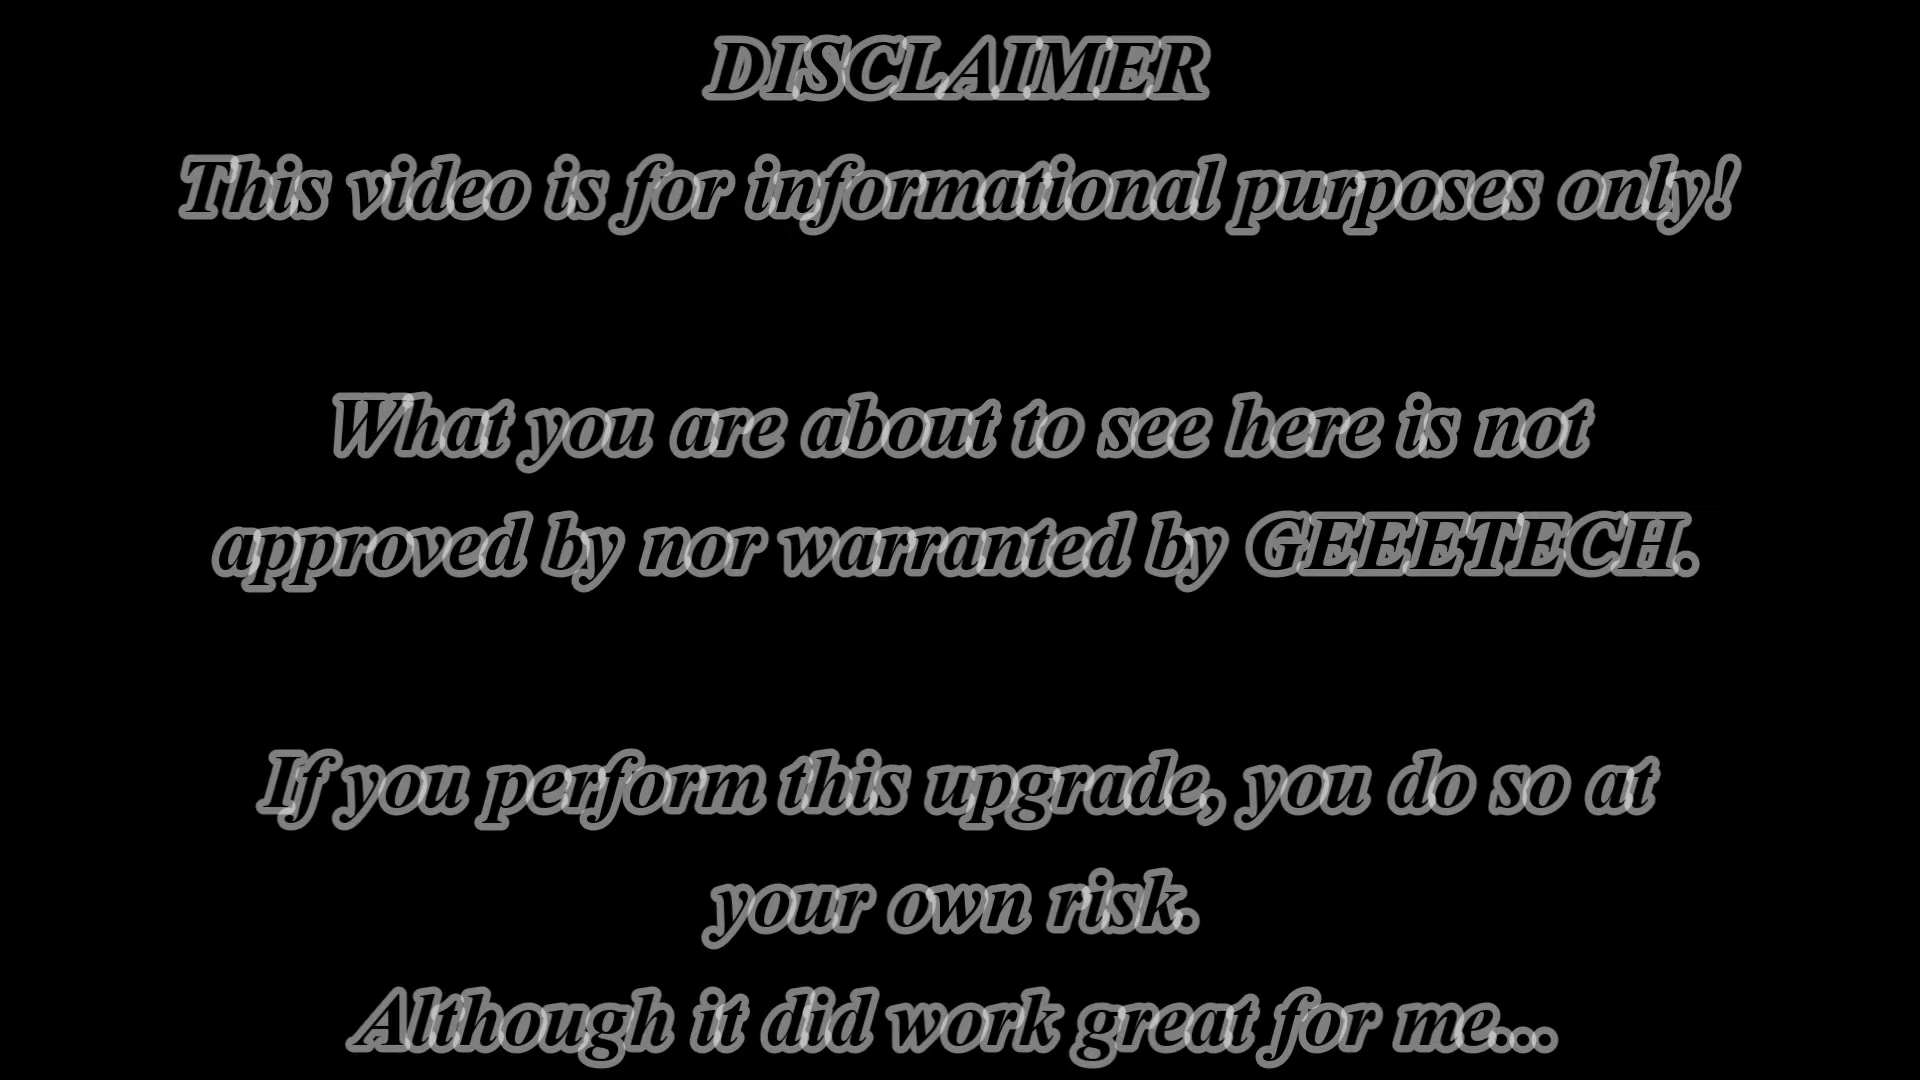 DISCLAIMER
This video is for informational purposes only!
What you are about to see here is not
approved by nor warranted by GEEETECH.
If you perform this upgrade, you do so at
your own risk.
Although it did work great for me...